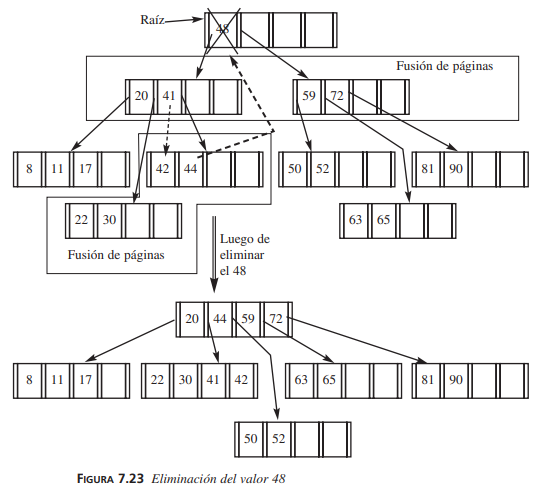 Raíz
48
Fusión de páginas
20 41
59 72
8 11 17
42 44
50 52
81 90
22 30
63 65
Fusión de páginas
Luego de
eliminar
el 48
20 44 59 72
8 11 17
22 30 41 42
63 65
81 90
50 52
FIGURA 7.23 Eliminación del valor 48